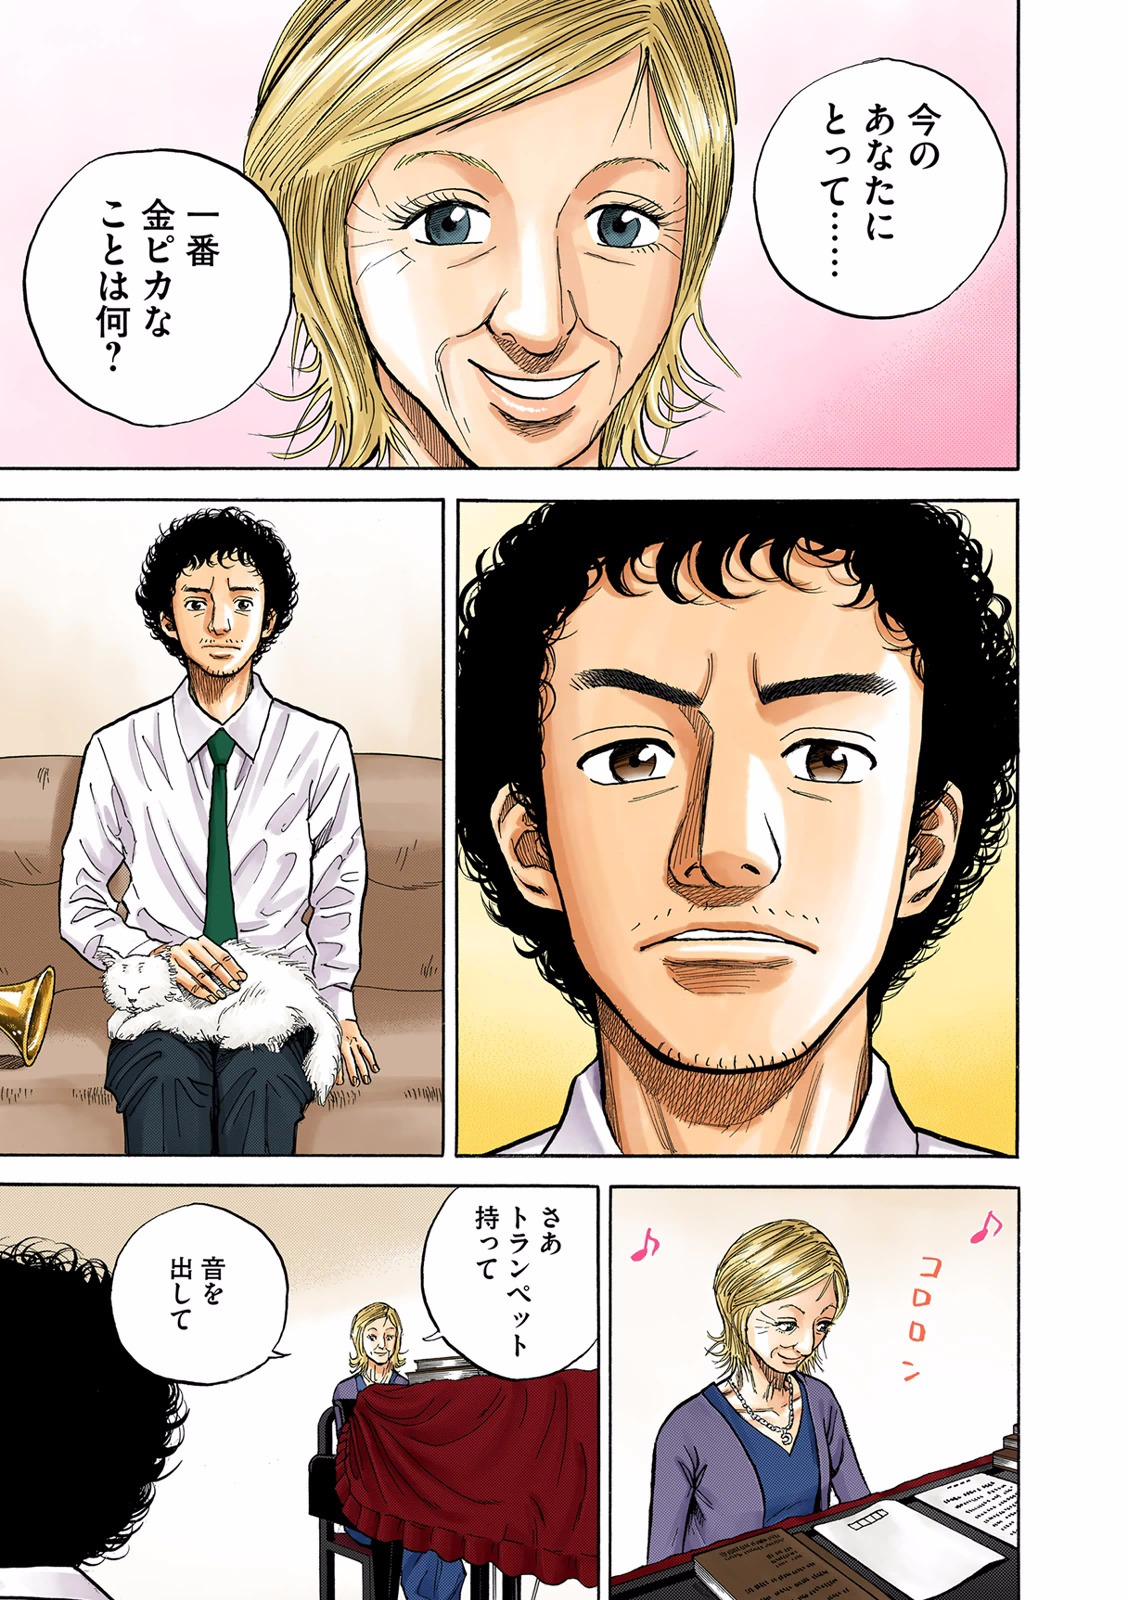 今の
あなたに
とって……
一番
金ピカな
ことは何？
コロロン
さあ
トランペット
持って
音を
出して